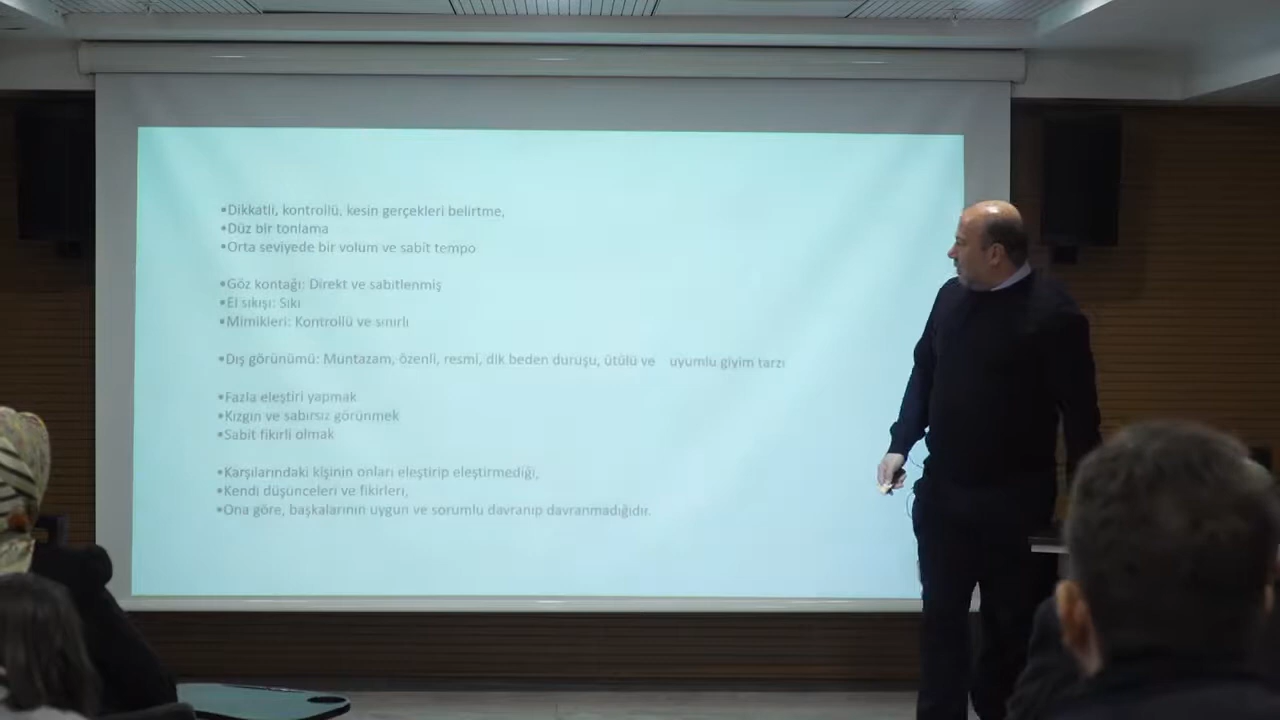 ▪Dikkatli, kontrollü, kesin gerçekleri belirtme,
▪Düz bir tonlama
▪Orta seviyede bir volum ve sabit tempo
▪Göz kontağı: Direkt ve sabitlenmiş
▪El sıkışı: Sıkı
▪Mimikleri: Kontrollü ve sınırlı
▪Dış görünümü: Muntazam, özenli, resmi, dik beden duruşu, ütülü ve uyumlu giyim tarzı
▪Fazla eleştiri yapmak
▪Kızgın ve sabırsız görünmek
▪Sabit fikirli olmak
▪Karşılarındaki kişinin onları eleştirip eleştirmediği,
▪Kendi düşünceleri ve fikirleri,
▪Ona göre, başkalarının uygun ve sorumlu davranıp davranmadığıdır.